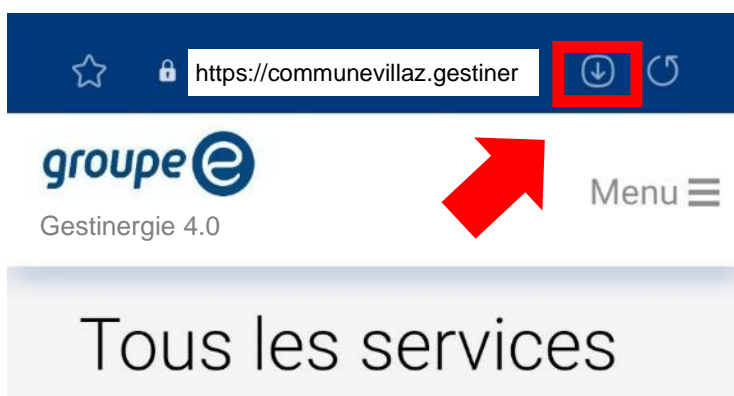 https://communevillaz.gestiner
groupe e
Menu
Gestinergie 4.0
Tous les services